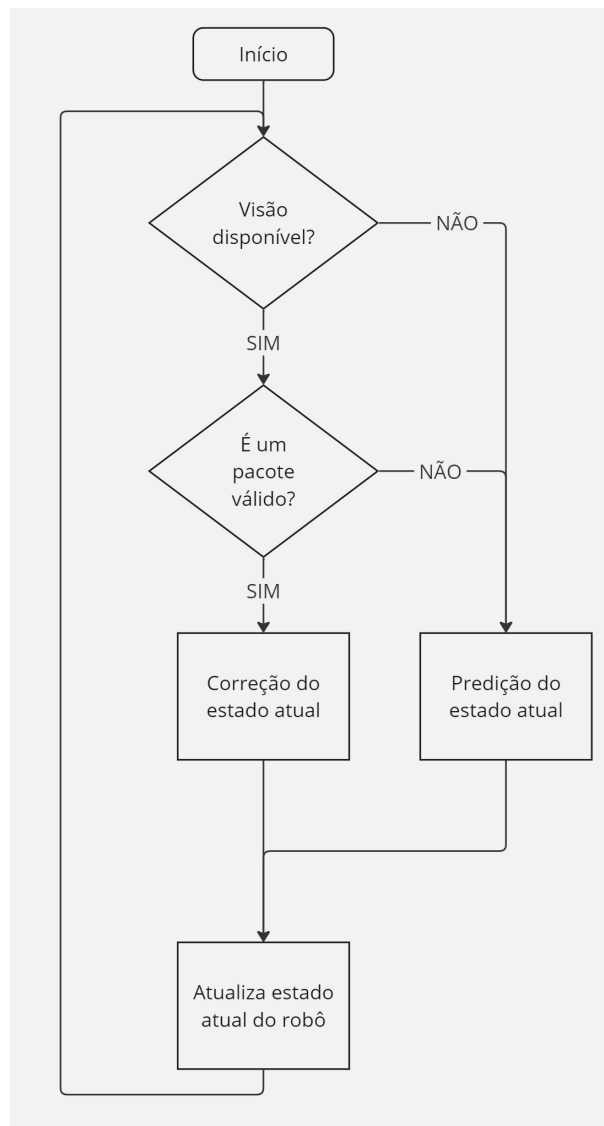 Início
Visão
disponível?
NÃO
SIM
É um
pacote
válido?
NÃO
SIM
Correção do
estado atual
Predição do
estado atual
Atualiza estado
atual do robô